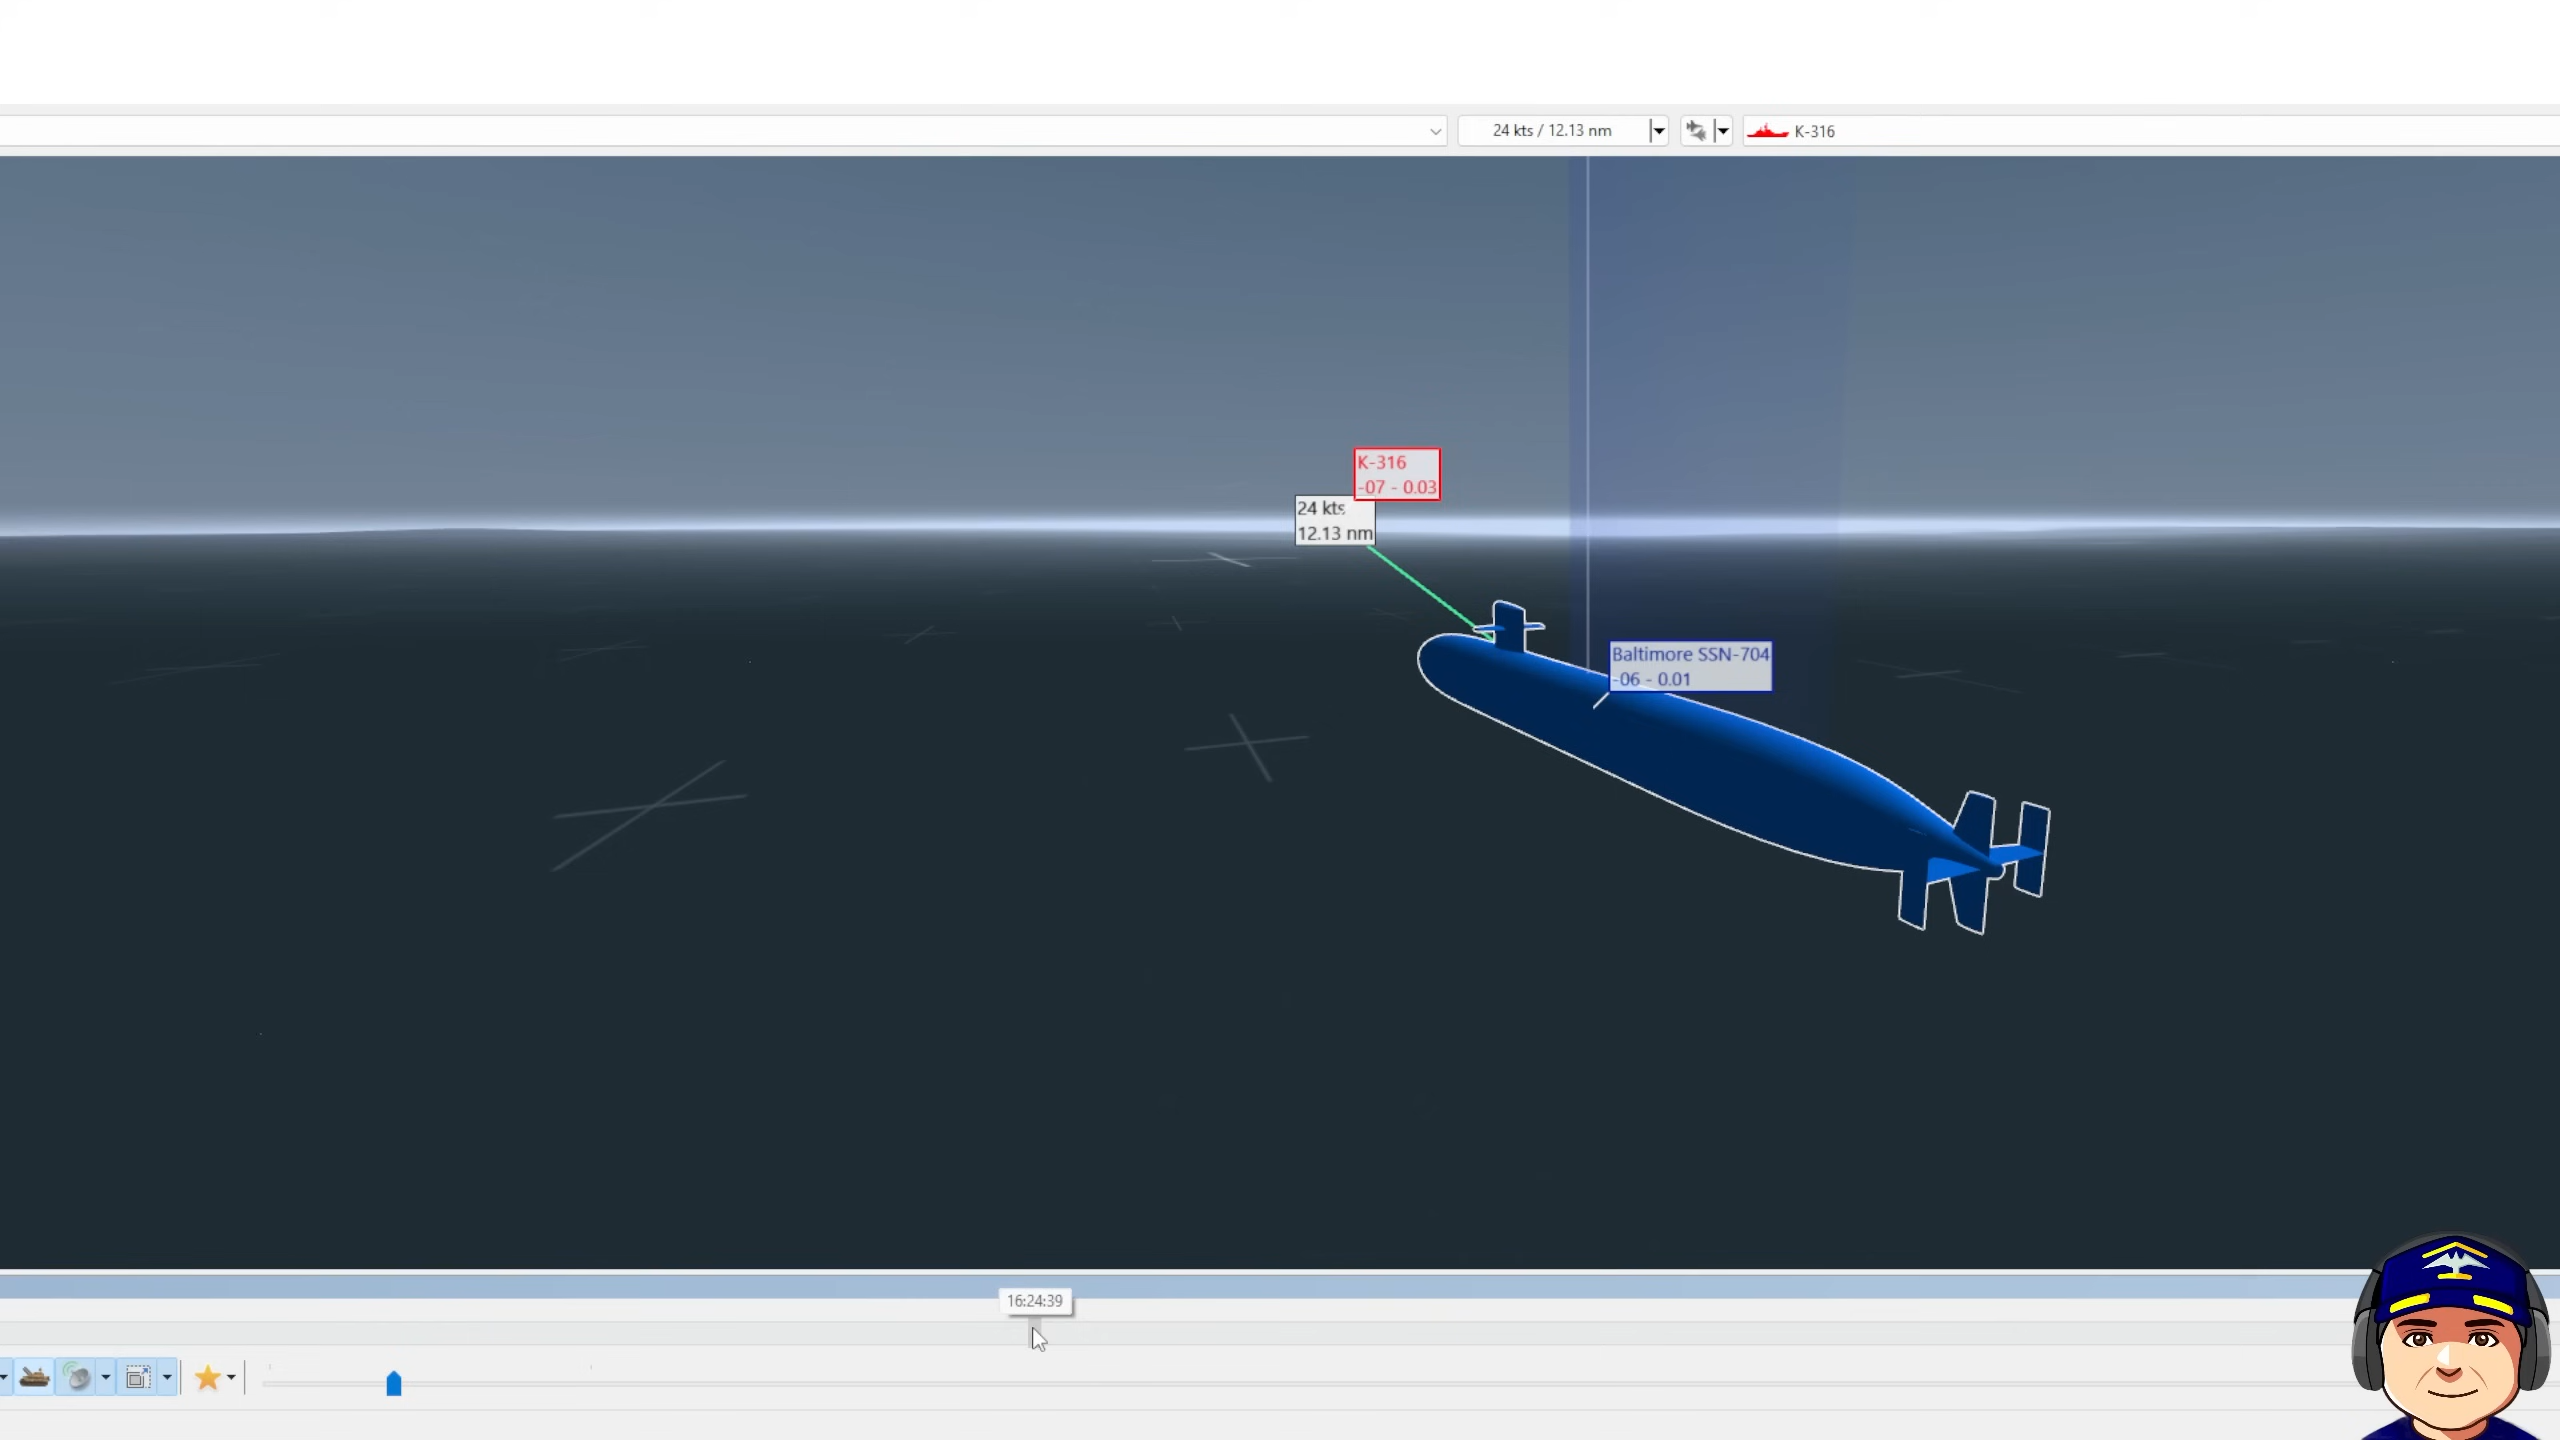 24 kts / 12.13 nm
K-316
K-316
-07 - 0.03
24 kts
12.13 nm
Baltimore SSN-704
-06 - 0.01
16:24:39